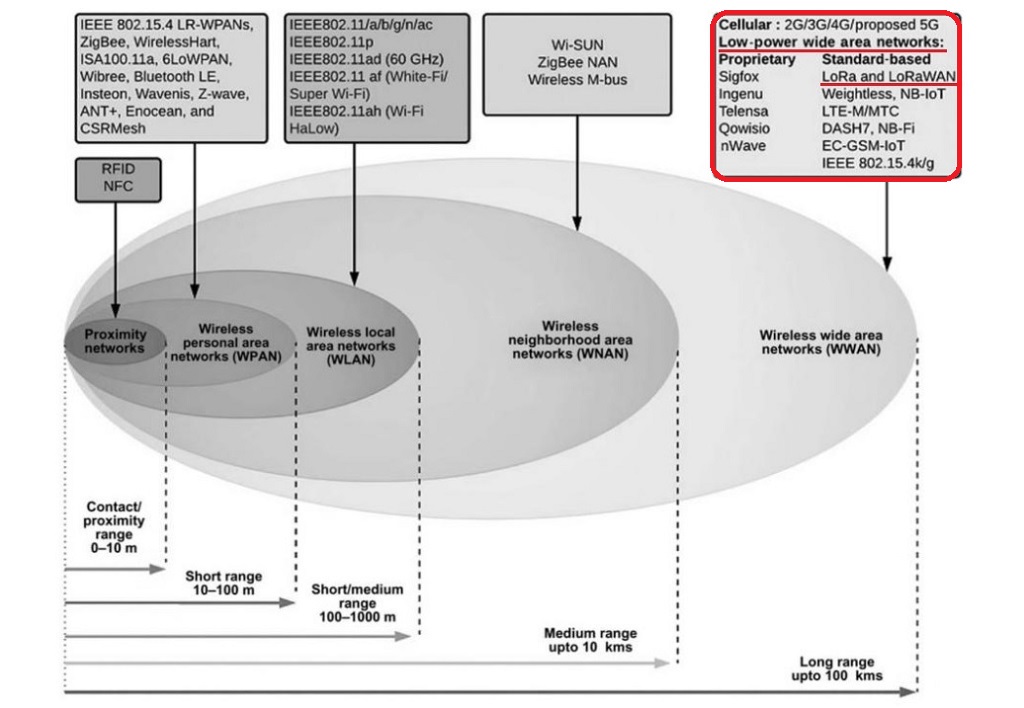 IEEE 802.15.4 LR-WPANs,
ZigBee, WirelessHart,
ISA100.11a, 6LoWPAN,
Wibree, Bluetooth LE,
Insteon, Wavenis, Z-wave,
ANT+, Enocean, and
CSRMesh
IEEE802.11/a/b/g/n/ac
IEEE802.11p
IEEE802.11ad (60 GHz)
IEEE802.11 af (White-Fi/
Super Wi-Fi)
IEEE802.11ah (Wi-Fi
HaLow)
Wi-SUN
ZigBee NAN
Wireless M-bus
Cellular : 2G/3G/4G/proposed 5G
Low-power wide area networks:
Proprietary Standard-based
Sigfox LoRa and LoRaWAN
Ingenu Weightless, NB-IoT
Telensa LTE-M/MTC
Qowisio DASH7, NB-Fi
nWave EC-GSM-IoT
IEEE 802.15.4k/g
RFID
NFC
Proximity
networks
Wireless
personal area
networks (WPAN)
Wireless local
area networks
(WLAN)
Wireless
neighborhood area
networks (WNAN)
Wireless wide area
networks (WWAN)
Contact/
proximity
range
0–10 m
Short range
10–100 m
Short/medium
range
100–1000 m
Medium range
upto 10 kms
Long range
upto 100 kms